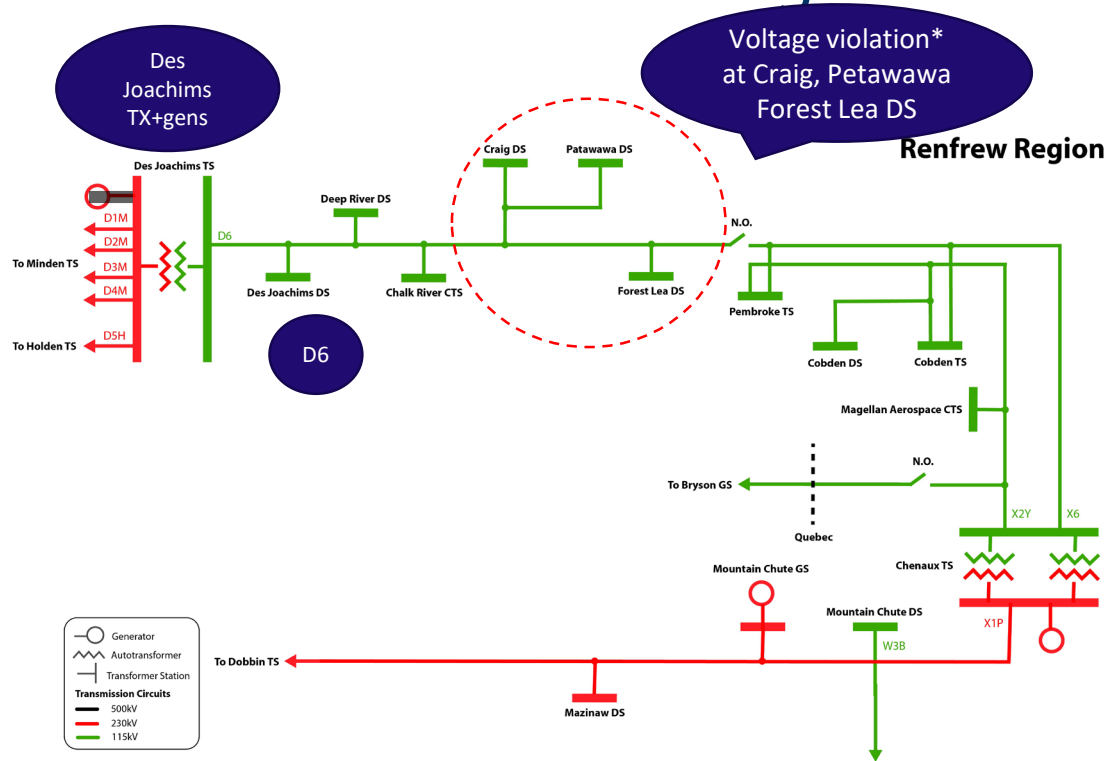 Des
Joachims
TX+gens
Voltage violation*
at Craig, Petawawa
Forest Lea DS
Renfrew Region
Des Joachims TS
Craig DS
Patawawa DS
Deep River DS
D1M
D2M
To Minden TS
D3M
D4M
To Holden TS
D5H
D6
N.O.
Des Joachims DS
Chalk River CTS
Forest Lea DS
Pembroke TS
D6
Cobden DS
Cobden TS
Magellan Aerospace CTS
N.O.
To Bryson GS
Quebec
X2Y
X6
Chenaux TS
Mountain Chute GS
Mountain Chute DS
X1P
W3B
To Dobbin TS
Mazinaw DS
Generator
Autotransformer
Transformer Station
Transmission Circuits
500kV
230kV
115kV